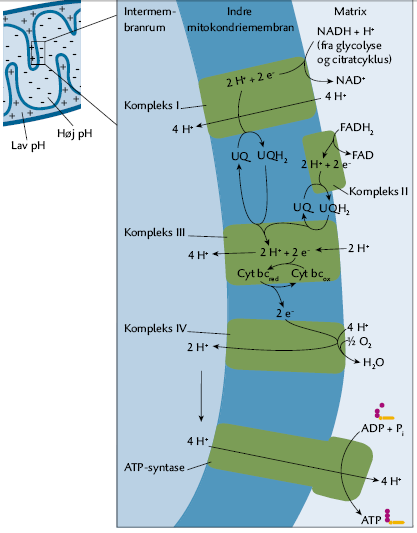 Intermem-
branrum
Indre
mitokondriemembran
Matrix
NADH + H⁺
(fra glycolyse
og citratcyklus)
2 H⁺ + 2 e⁻
NAD⁺
Kompleks I
4 H⁺
4 H⁺
Høj pH
Lav pH
FADH₂
FAD
2 H⁺ + 2 e⁻
UQ
UQH₂
Kompleks II
UQ
UQH₂
Kompleks III
4 H⁺
2 H⁺ + 2 e⁻
2 H⁺
Cyt bc red
Cyt bc ox
2 e⁻
Kompleks IV
4 H⁺
½ O₂
2 H⁺
H₂O
ADP + Pᵢ
4 H⁺
ATP-syntase
4 H⁺
ATP